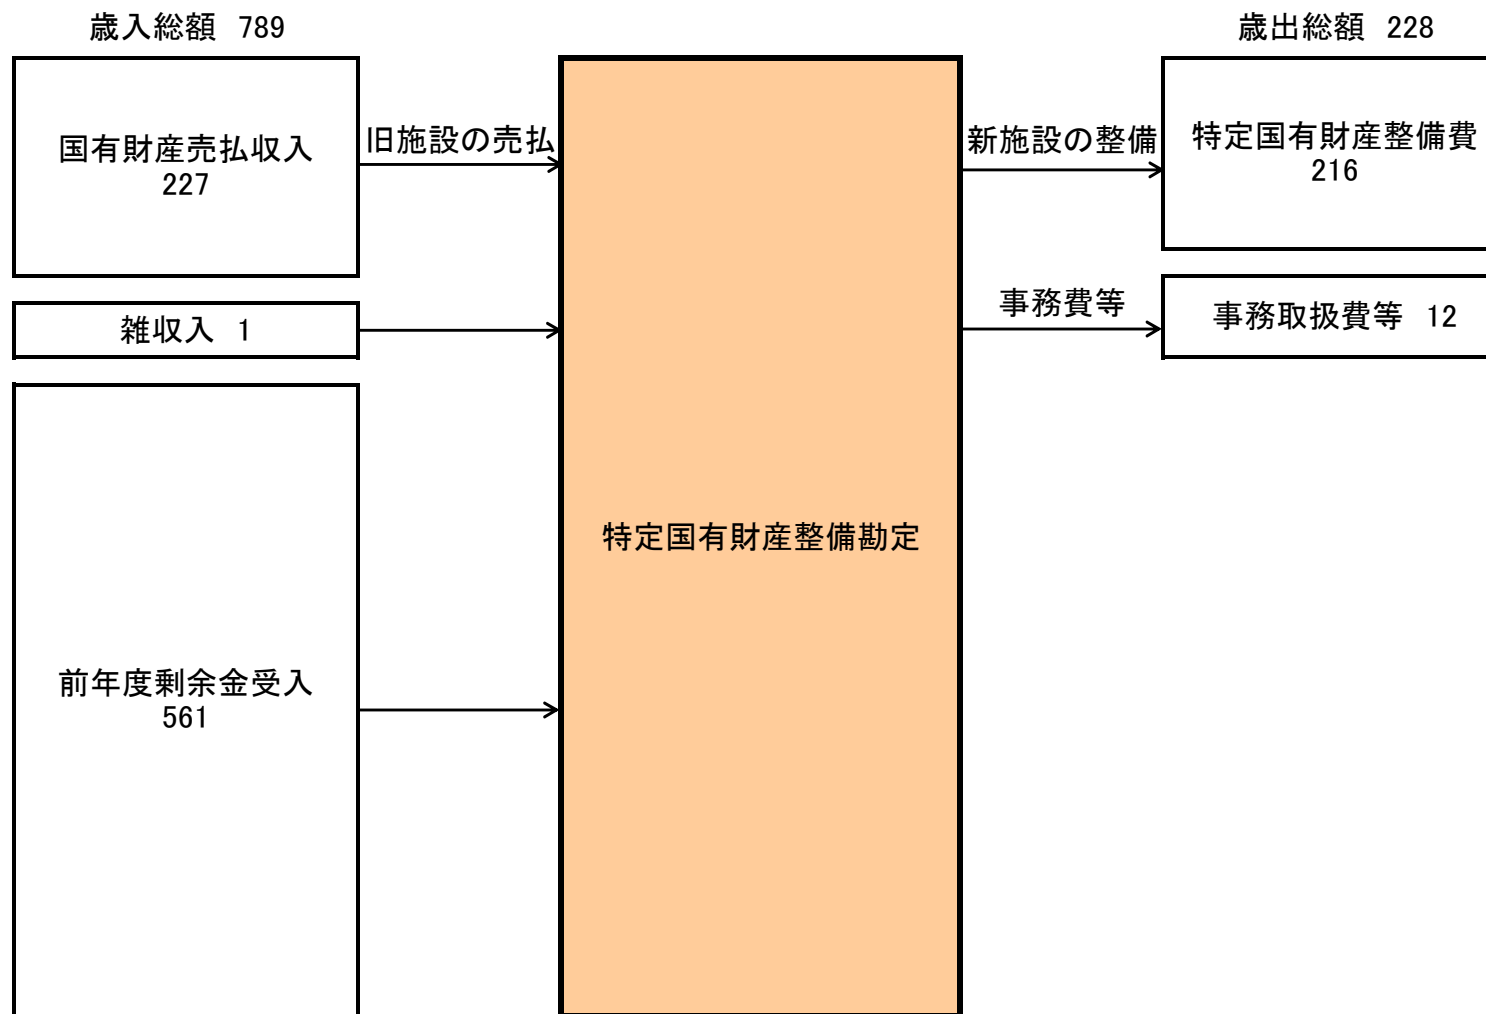 歳入総額 789
歳出総額 228
国有財産売払収入
227
旧施設の売払
新施設の整備
特定国有財産整備費
216
雑収入 1
事務費等
事務取扱費等 12
特定国有財産整備勘定
前年度剰余金受入
561